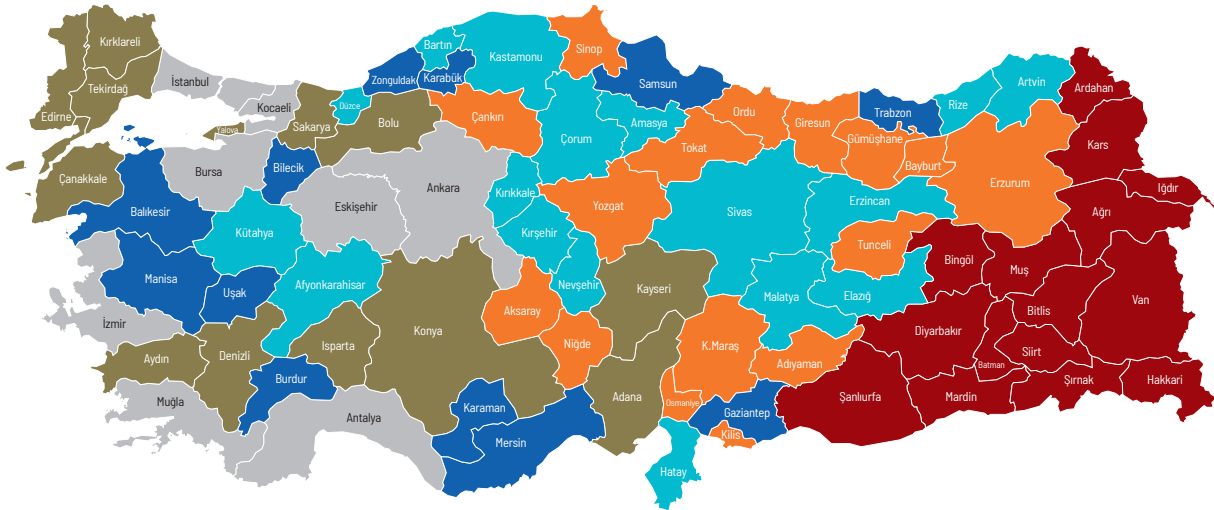 Kırklareli
Tekirdağ
Edirne
İstanbul
Kocaeli
Yalova
Sakarya
Düzce
Bolu
Zonguldak
Bartın
Karabük
Kastamonu
Sinop
Çankırı
Samsun
Amasya
Çorum
Tokat
Ordu
Giresun
Gümüşhane
Trabzon
Bayburt
Rize
Artvin
Ardahan
Kars
Iğdır
Erzurum
Ağrı
Çanakkale
Balıkesir
Bursa
Bilecik
Eskişehir
Ankara
Kırıkkale
Kırşehir
Yozgat
Sivas
Erzincan
Tunceli
Bingöl
Muş
Bitlis
Van
Kütahya
Manisa
Uşak
Afyonkarahisar
Nevşehir
Kayseri
Malatya
Elazığ
Diyarbakır
Siirt
Batman
Şırnak
Hakkari
İzmir
Aydın
Denizli
Isparta
Konya
Aksaray
Niğde
K.Maraş
Adıyaman
Şanlıurfa
Mardin
Muğla
Burdur
Antalya
Karaman
Mersin
Adana
Osmaniye
Gaziantep
Kilis
Hatay